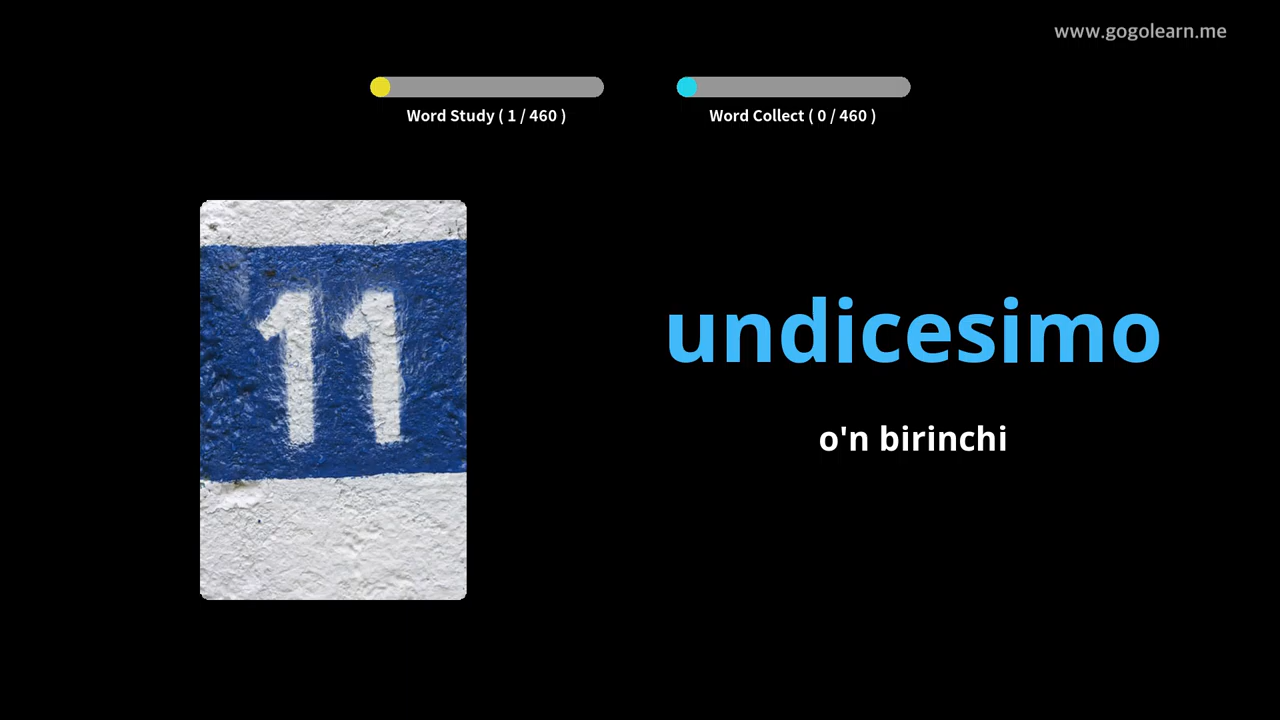 www.gogolearn.me
Word Study ( 1 / 460 )
Word Collect ( 0 / 460 )
11
undicesimo
o'n birinchi